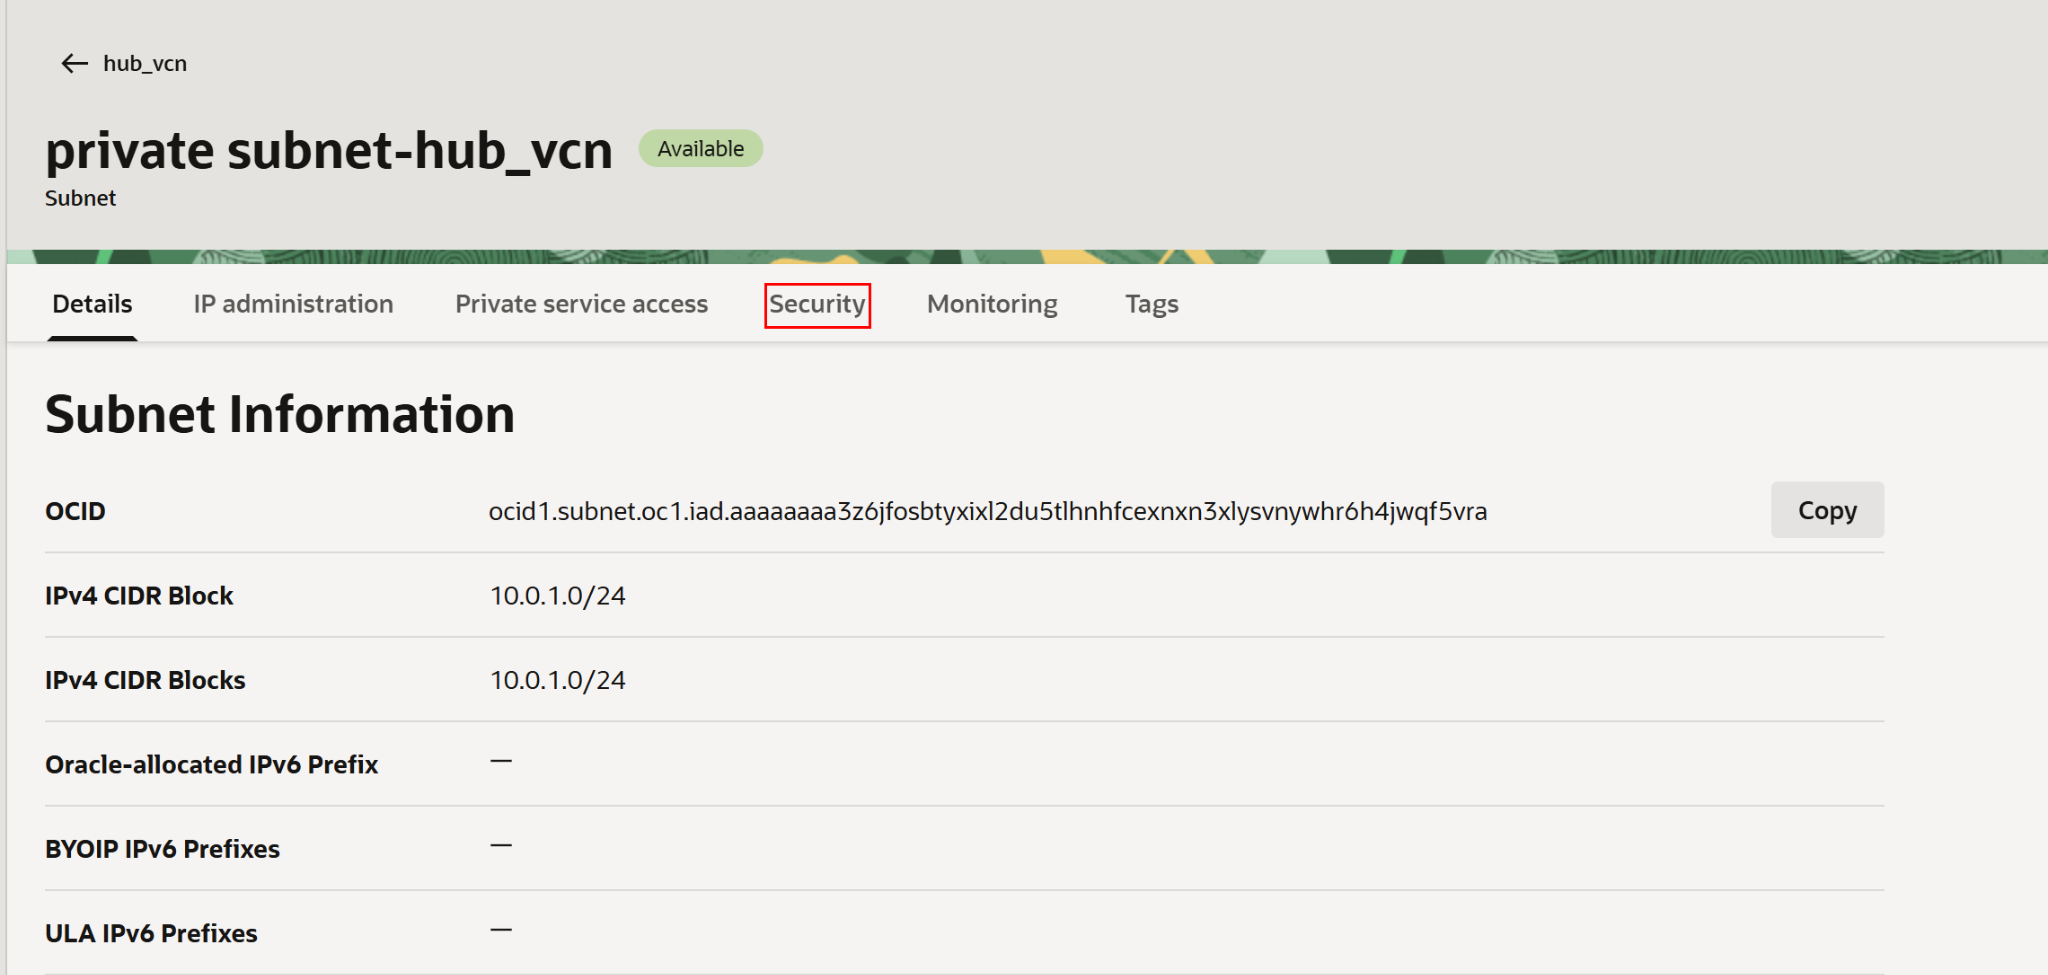 hub_vcn
private subnet-hub_vcn Available
Subnet
Details IP administration Private service access Security Monitoring Tags
Subnet Information
OCID ocid1.subnet.oc1.iad.aaaaaaaa3z6jfosbtyxixl2du5tlhnhfcexnxn3xlysvnywhr6h4jwqf5vra Copy
IPv4 CIDR Block 10.0.1.0/24
IPv4 CIDR Blocks 10.0.1.0/24
Oracle-allocated IPv6 Prefix —
BYOIP IPv6 Prefixes —
ULA IPv6 Prefixes —